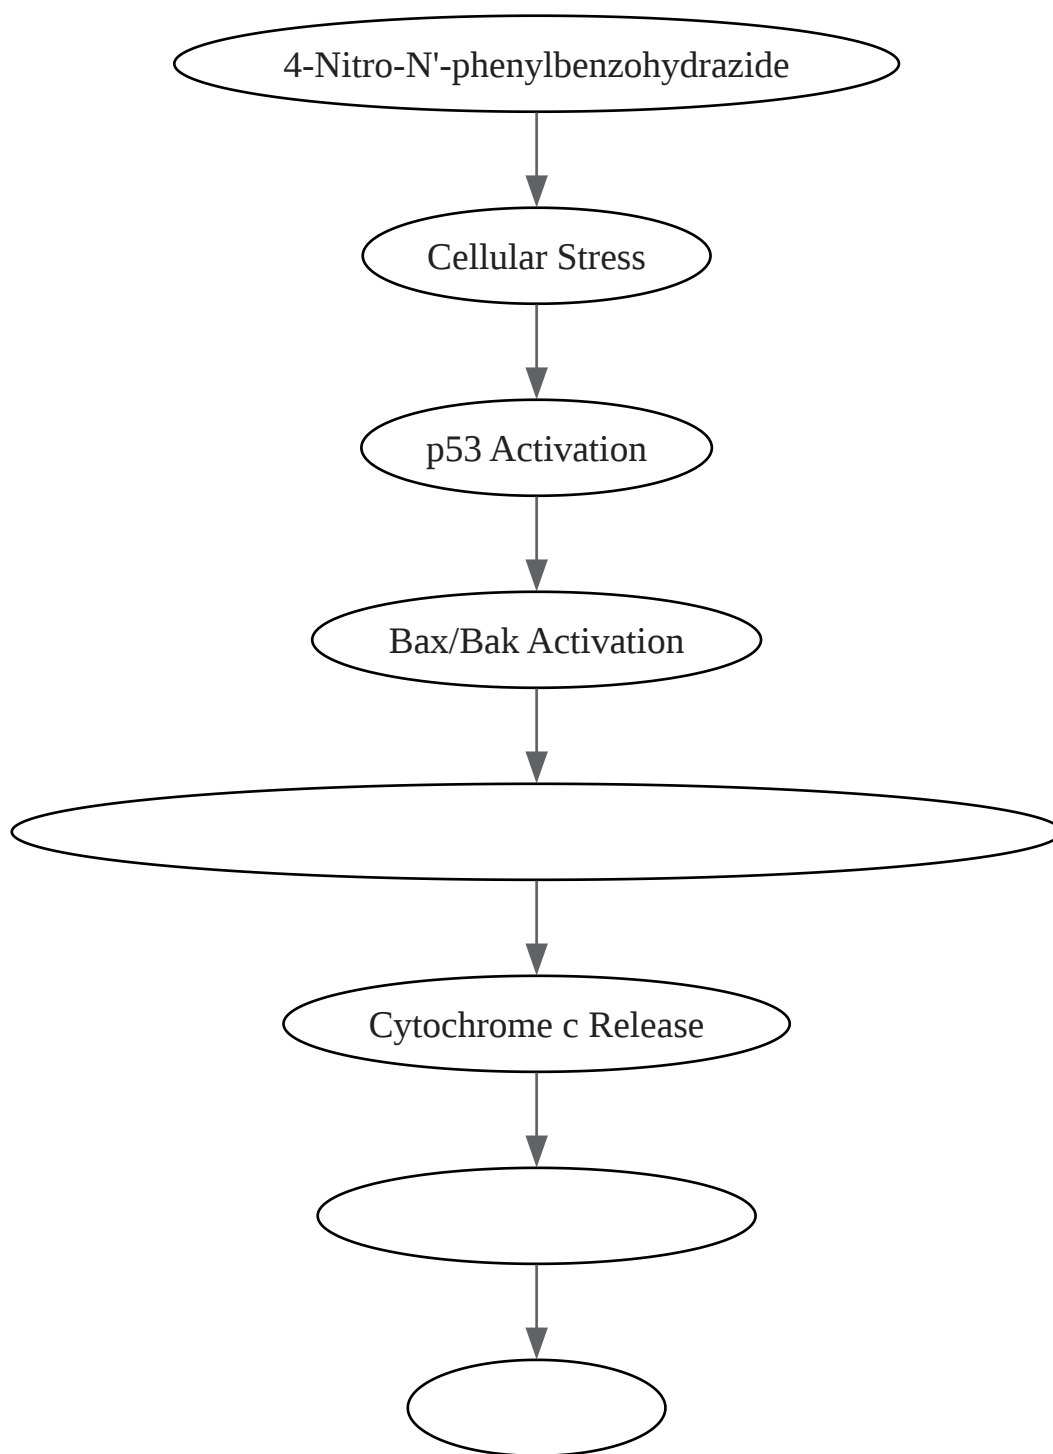 4-Nitro-N'-phenylbenzohydrazide
Cellular Stress
p53 Activation
Bax/Bak Activation
Cytochrome c Release